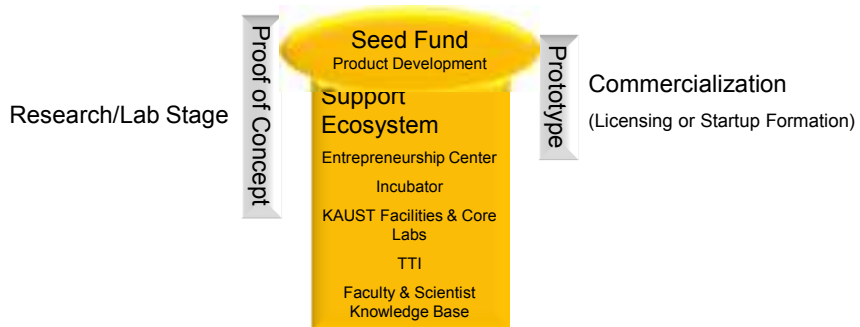 Research/Lab Stage
Proof of Concept
Seed Fund
Product Development
Support
Ecosystem
Entrepreneurship Center
Incubator
KAUST Facilities & Core
Labs
TTI
Faculty & Scientist
Knowledge Base
Prototype
Commercialization
(Licensing or Startup Formation)